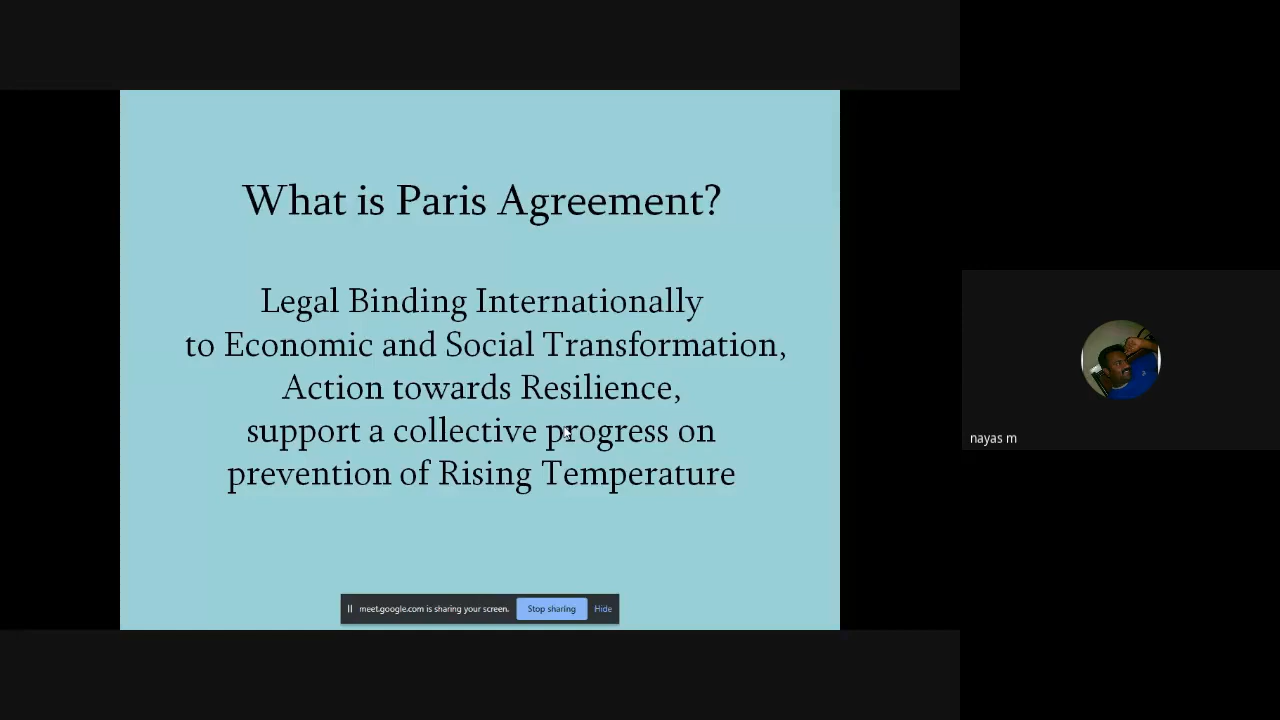 What is Paris Agreement?
Legal Binding Internationally
to Economic and Social Transformation,
Action towards Resilience,
support a collective progress on
prevention of Rising Temperature
meet.google.com is sharing your screen.
Stop sharing
Hide
nayas m